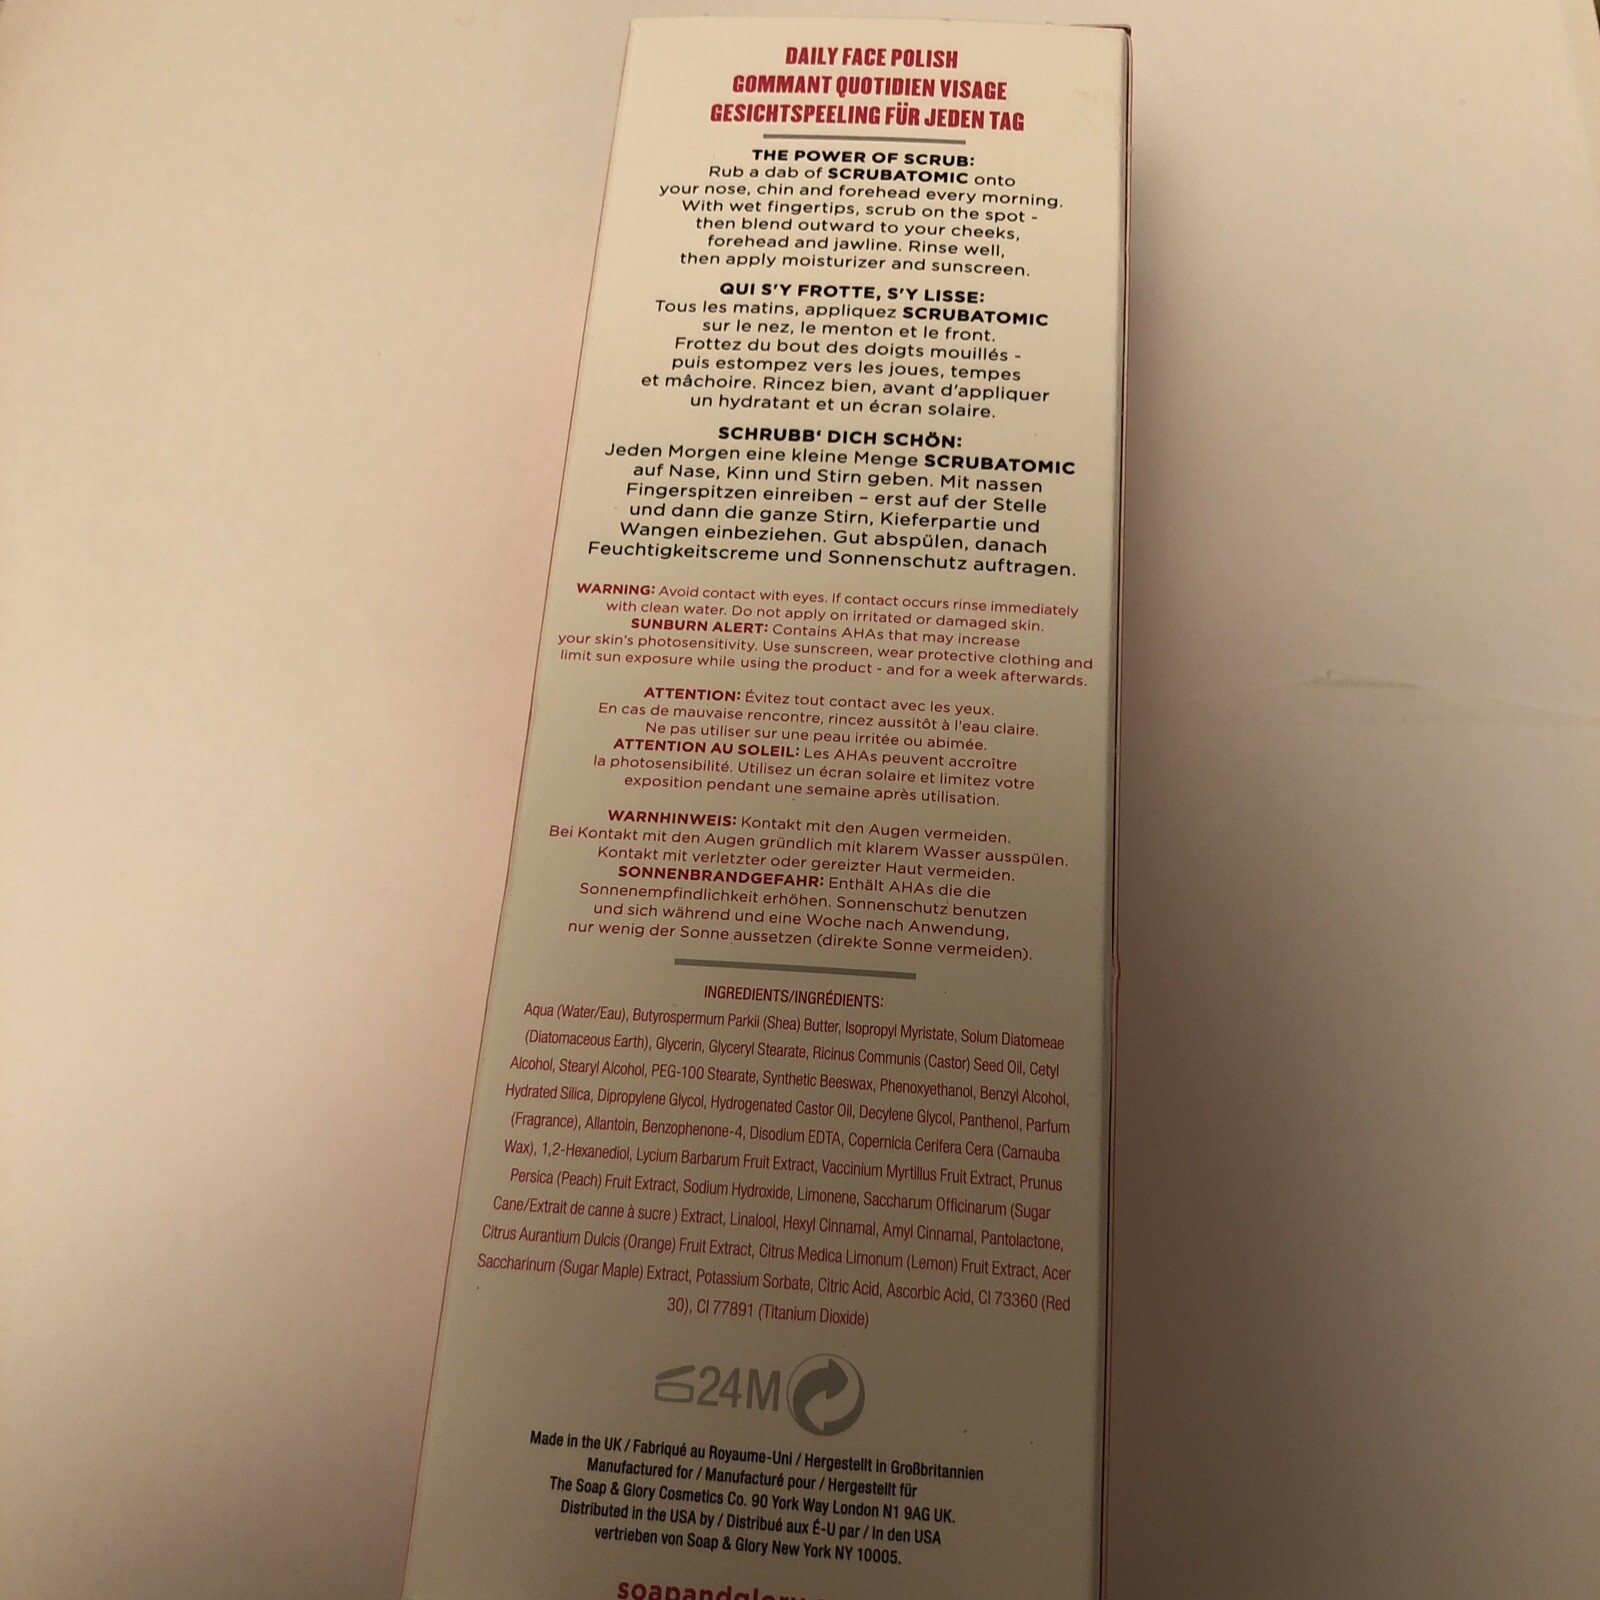 DAILY FACE POLISH
GOMMANT QUOTIDIEN VISAGE
GESICHTSPEELING FÜR JEDEN TAG
THE POWER OF SCRUB:
Rub a dab of SCRUBATOMIC onto
your nose, chin and forehead every morning.
With wet fingertips, scrub on the spot -
then blend outward to your cheeks,
forehead and jawline. Rinse well,
then apply moisturizer and sunscreen.
QUI S'Y FROTTE, S'Y LISSE:
Tous les matins, appliquez SCRUBATOMIC
sur le nez, le menton et le front.
Frottez du bout des doigts mouillés -
puis estompez vers les joues, tempes
et mâchoire. Rincez bien, avant d'appliquer
un hydratant et un écran solaire.
SCHRUBB‘ DICH SCHÖN:
Jeden Morgen eine kleine Menge SCRUBATOMIC
auf Nase, Kinn und Stirn geben. Mit nassen
Fingerspitzen einreiben – erst auf der Stelle
und dann die ganze Stirn, Kieferpartie und
Wangen einbeziehen. Gut abspülen, danach
Feuchtigkeitscreme und Sonnenschutz auftragen.
WARNING: Avoid contact with eyes. If contact occurs rinse immediately
with clean water. Do not apply on irritated or damaged skin.
SUNBURN ALERT: Contains AHAs that may increase
your skin's photosensitivity. Use sunscreen, wear protective clothing and
limit sun exposure while using the product - and for a week afterwards.
ATTENTION: Évitez tout contact avec les yeux.
En cas de mauvaise rencontre, rincez aussitôt à l'eau claire.
Ne pas utiliser sur une peau irritée ou abimée.
ATTENTION AU SOLEIL: Les AHAs peuvent accroître
la photosensibilité. Utilisez un écran solaire et limitez votre
exposition pendant une semaine après utilisation.
WARNHINWEIS: Kontakt mit den Augen vermeiden.
Bei Kontakt mit den Augen gründlich mit klarem Wasser ausspülen.
Kontakt mit verletzter oder gereizter Haut vermeiden.
SONNENBRANDGEFAHR: Enthält AHAs die die
Sonnenempfindlichkeit erhöhen. Sonnenschutz benutzen
und sich während und eine Woche nach Anwendung,
nur wenig der Sonne aussetzen (direkte Sonne vermeiden).
INGREDIENTS/INGRÉDIENTS:
Aqua (Water/Eau), Butyrospermum Parkii (Shea) Butter, Isopropyl Myristate, Solum Diatomeae
(Diatomaceous Earth), Glycerin, Glyceryl Stearate, Ricinus Communis (Castor) Seed Oil, Cetyl
Alcohol, Stearyl Alcohol, PEG-100 Stearate, Synthetic Beeswax, Phenoxyethanol, Benzyl Alcohol,
Hydrated Silica, Dipropylene Glycol, Hydrogenated Castor Oil, Decylene Glycol, Panthenol, Parfum
(Fragrance), Allantoin, Benzophenone-4, Disodium EDTA, Copernicia Cerifera Cera (Carnauba
Wax), 1,2-Hexanediol, Lycium Barbarum Fruit Extract, Vaccinium Myrtillus Fruit Extract, Prunus
Persica (Peach) Fruit Extract, Sodium Hydroxide, Limonene, Saccharum Officinarum (Sugar
Cane/Extrait de canne à sucre ) Extract, Linalool, Hexyl Cinnamal, Amyl Cinnamal, Pantolactone,
Citrus Aurantium Dulcis (Orange) Fruit Extract, Citrus Medica Limonum (Lemon) Fruit Extract, Acer
Saccharinum (Sugar Maple) Extract, Potassium Sorbate, Citric Acid, Ascorbic Acid, CI 73360 (Red
30), CI 77891 (Titanium Dioxide)
24M
Made in the UK / Fabriqué au Royaume-Uni / Hergestellt in Großbritannien
Manufactured for / Manufacturé pour / Hergestellt für
The Soap & Glory Cosmetics Co. 90 York Way London N1 9AG UK.
Distributed in the USA by / Distribué aux É-U par / In den USA
vertrieben von Soap & Glory New York NY 10005.
soapandglory